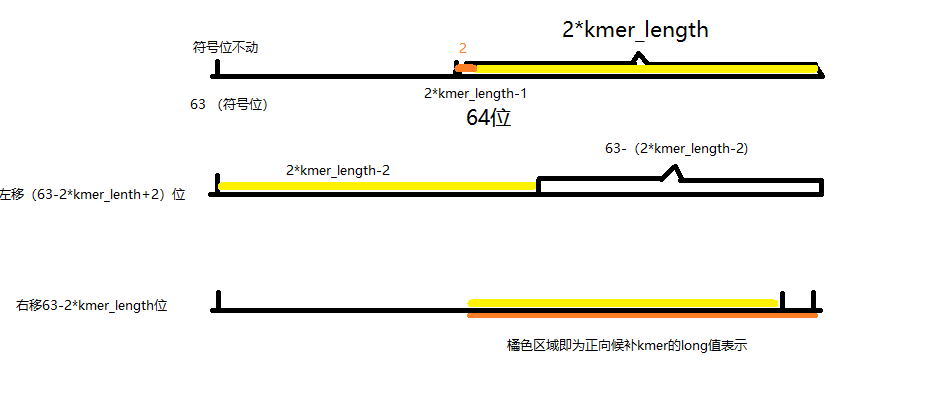 2*kmer_length
符号位不动
2
63 （符号位）
2*kmer_length-1
64位
63-（2*kmer_length-2)
2*kmer_length-2
左移（63-2*kmer_lenth+2）位
右移63-2*kmer_length位
橘色区域即为正向候补kmer的long值表示